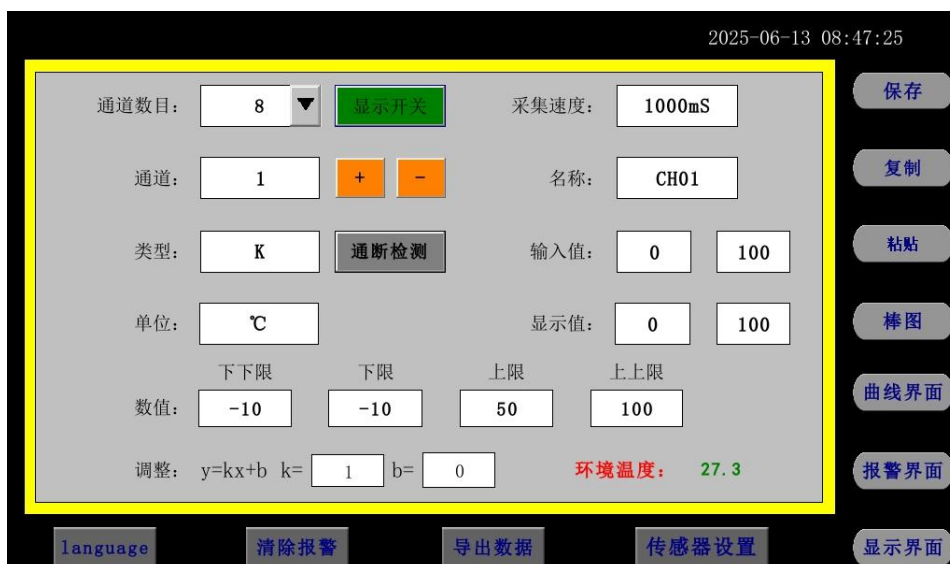 2025-06-13 08:47:25
通道数目： 8 ▼ 显示开关 采集速度： 1000mS
通道： 1 + - 名称： CH01
类型： K 通断检测 输入值： 0 100
单位： ℃ 显示值： 0 100
下下限 下限 上限 上上限
数值： -10 -10 50 100
调整： y=kx+b k= 1 b= 0 环境温度： 27.3
保存
复制
粘贴
棒图
曲线界面
报警界面
显示界面
language 清除报警 导出数据 传感器设置